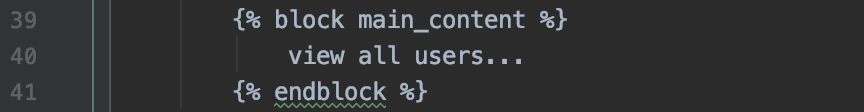 39 {% block main_content %}
40 view all users...
41 {% endblock %}